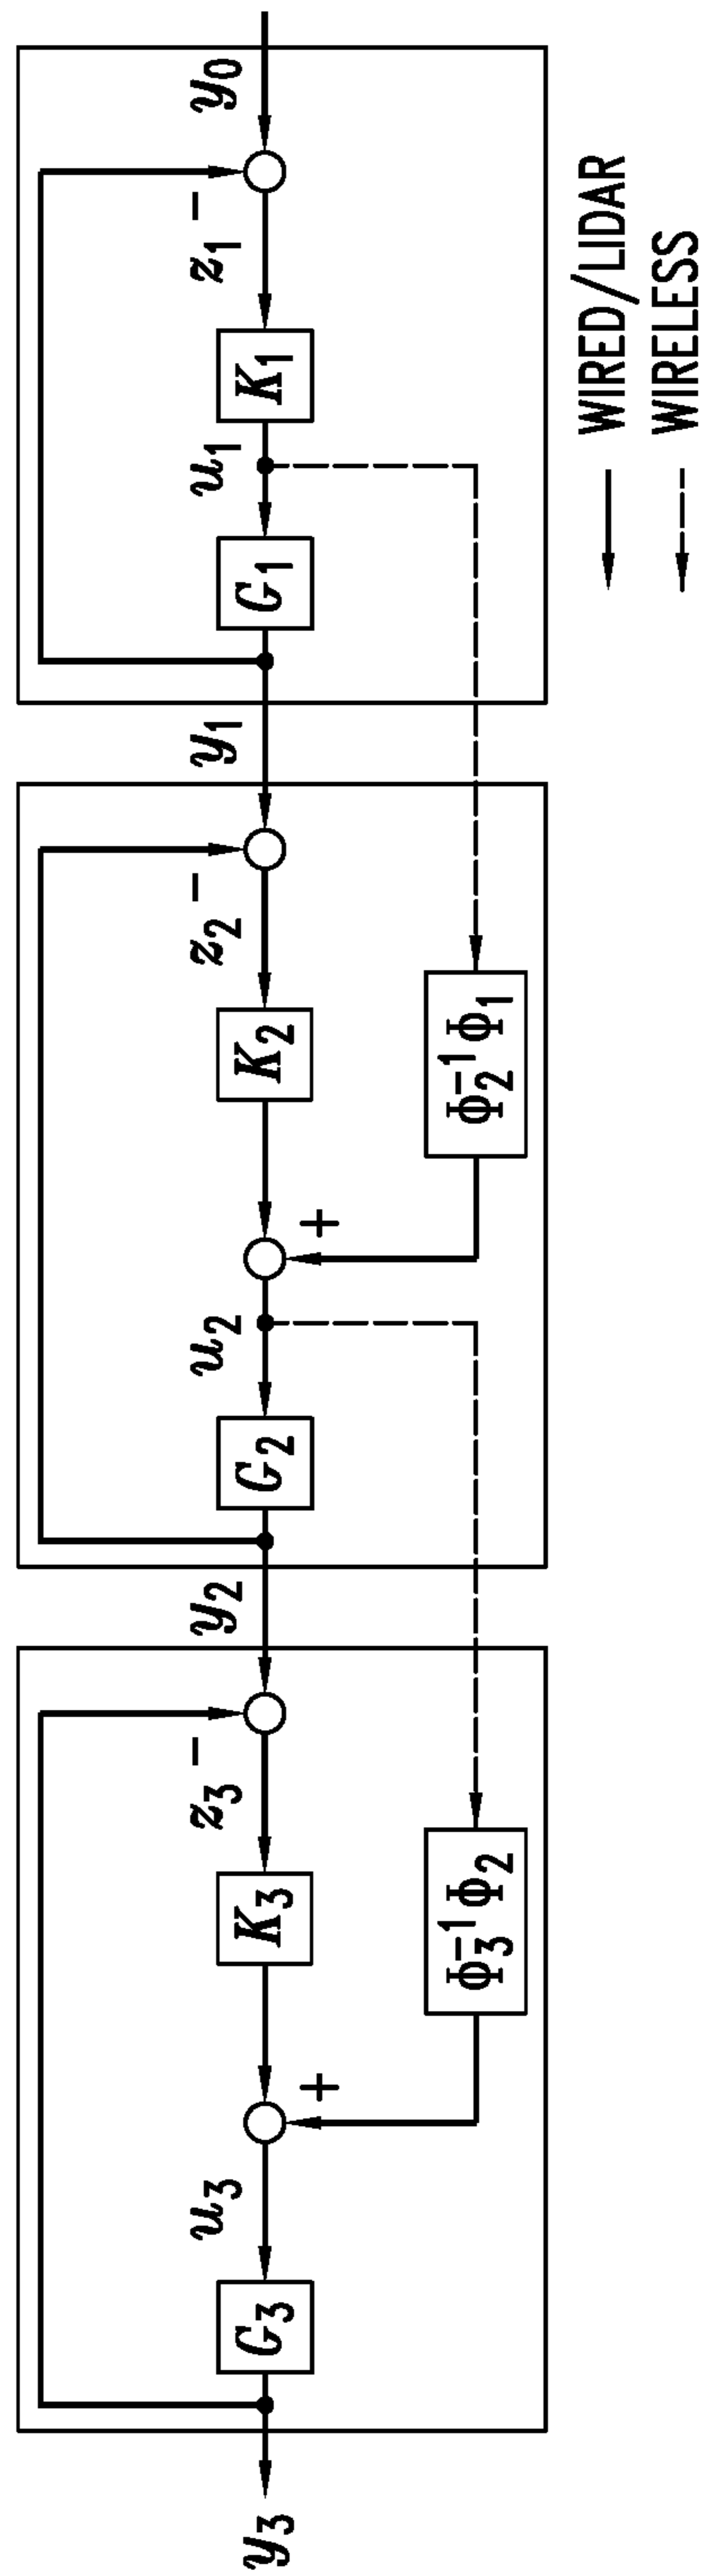 y₀
z₁ −
K₁
u₁
G₁
y₁
z₂ −
K₂
Φ₂⁻¹Φ₁
+
u₂
G₂
y₂
z₃ −
K₃
Φ₃⁻¹Φ₂
+
u₃
G₃
y₃
WIRED/LIDAR
WIRELESS